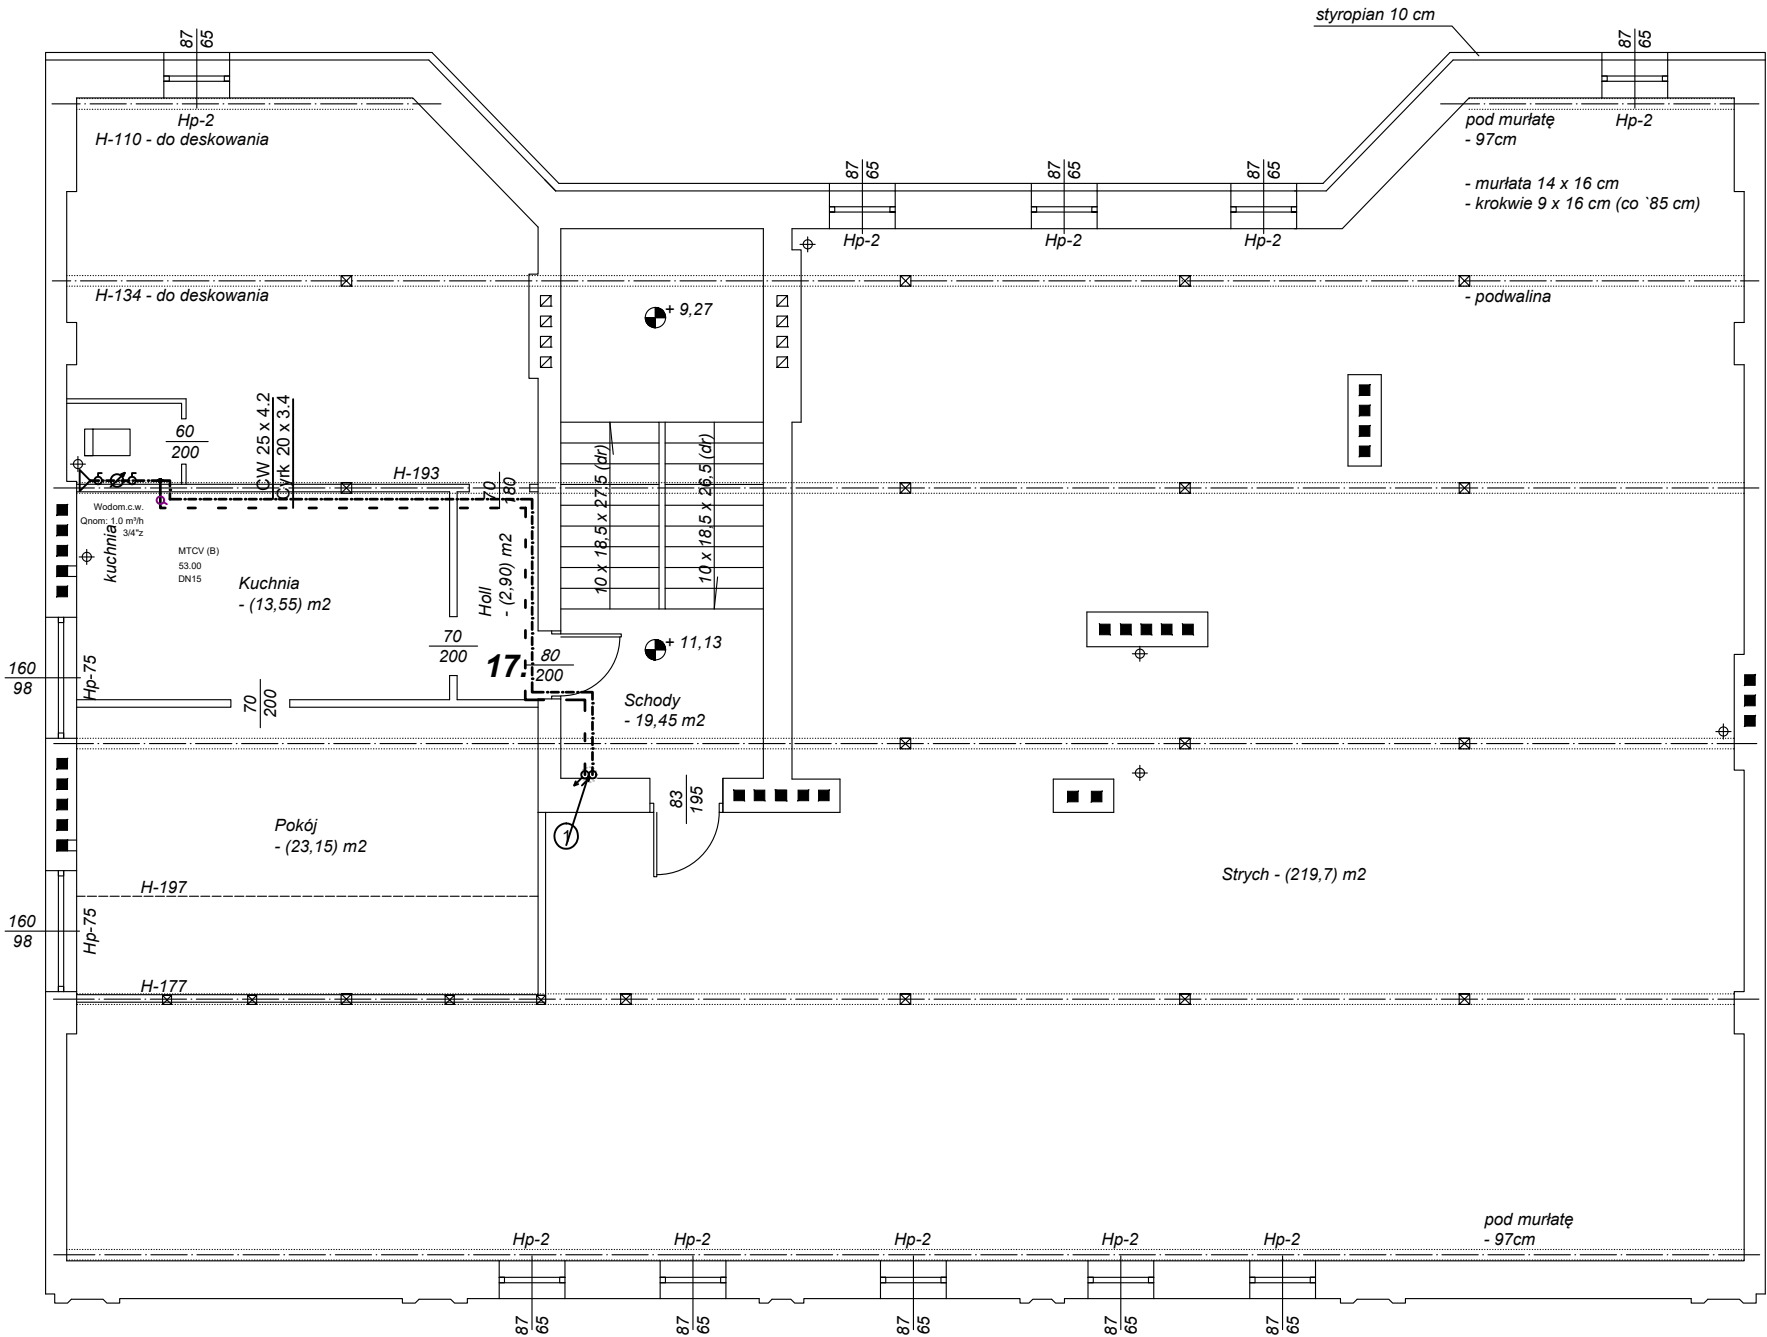 styropian 10 cm
87
65
87
65
Hp-2
H-110 - do deskowania
pod murłatę
- 97cm
Hp-2
87
65
87
65
87
65
- murłata 14 x 16 cm
- krokwie 9 x 16 cm (co `85 cm)
Hp-2
Hp-2
Hp-2
H-134 - do deskowania
- podwalina
+ 9,27
60
200
CW 25 x 4.2
Cyrk 20 x 3.4
H-193
70
180
10 x 18,5 x 27,5 (dr)
10 x 18,5 x 26,5 (dr)
Wodom.c.w.
Qnom: 1.0 m³/h
3/4"z
kuchnia
MTCV (B)
53.00
DN15
Kuchnia
- (13,55) m2
Holl
- (2,90) m2
70
200
17.
80
200
+ 11,13
160
98
Hp-75
70
200
Schody
- 19,45 m2
83
195
1
Pokój
- (23,15) m2
Strych - (219,7) m2
H-197
160
98
Hp-75
H-177
pod murłatę
- 97cm
Hp-2
Hp-2
Hp-2
Hp-2
Hp-2
87
65
87
65
87
65
87
65
87
65